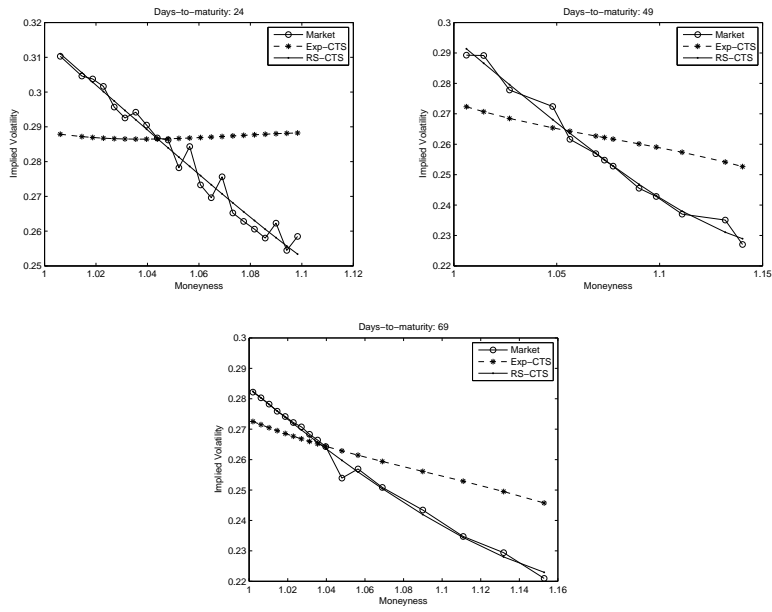 Days-to-maturity: 24
0.32
0.31
0.3
0.29
0.28
0.27
0.26
0.25
Implied Volatility
1
1.02
1.04
1.06
1.08
1.1
1.12
Moneyness
Market
Exp-CTS
RS-CTS
Days-to-maturity: 49
0.3
0.29
0.28
0.27
0.26
0.25
0.24
0.23
0.22
Implied Volatility
1
1.05
1.1
1.15
Moneyness
Market
Exp-CTS
RS-CTS
Days-to-maturity: 69
0.3
0.29
0.28
0.27
0.26
0.25
0.24
0.23
0.22
Implied Volatility
1
1.02
1.04
1.06
1.08
1.1
1.12
1.14
1.16
Moneyness
Market
Exp-CTS
RS-CTS